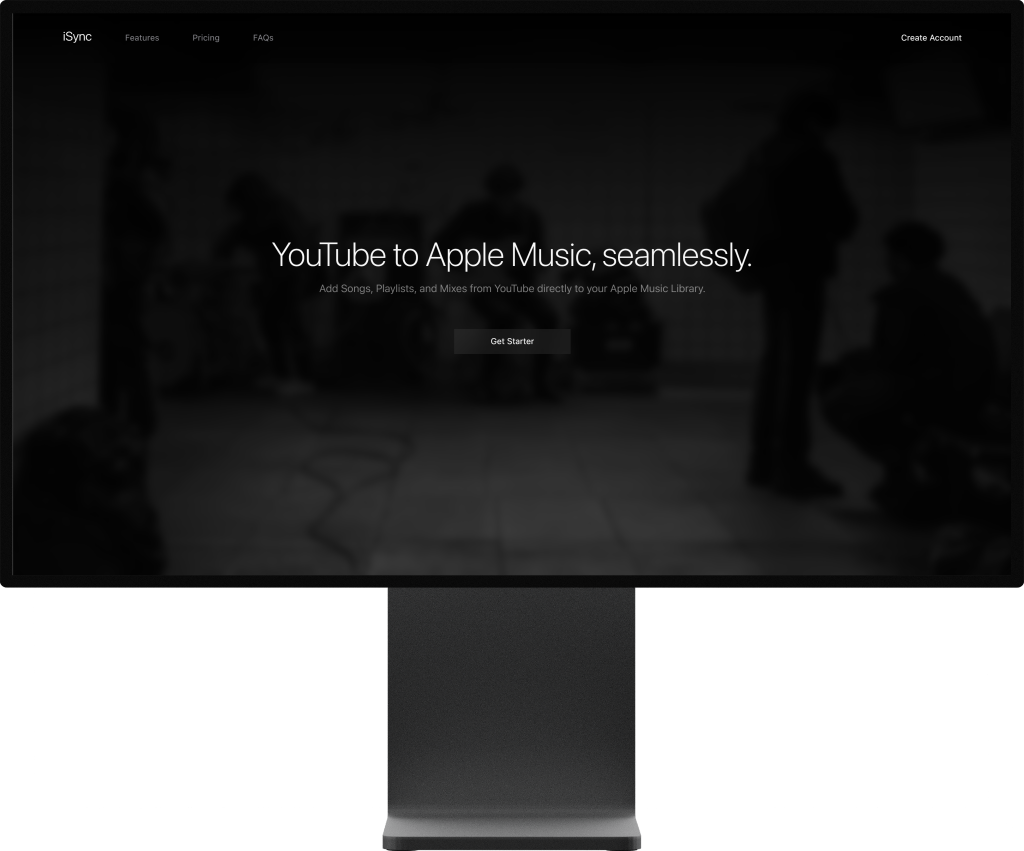 iSync
Features
Pricing
FAQs
Create Account
YouTube to Apple Music, seamlessly.
Add Songs, Playlists, and Mixes from YouTube directly to your Apple Music Library.
Get Starter